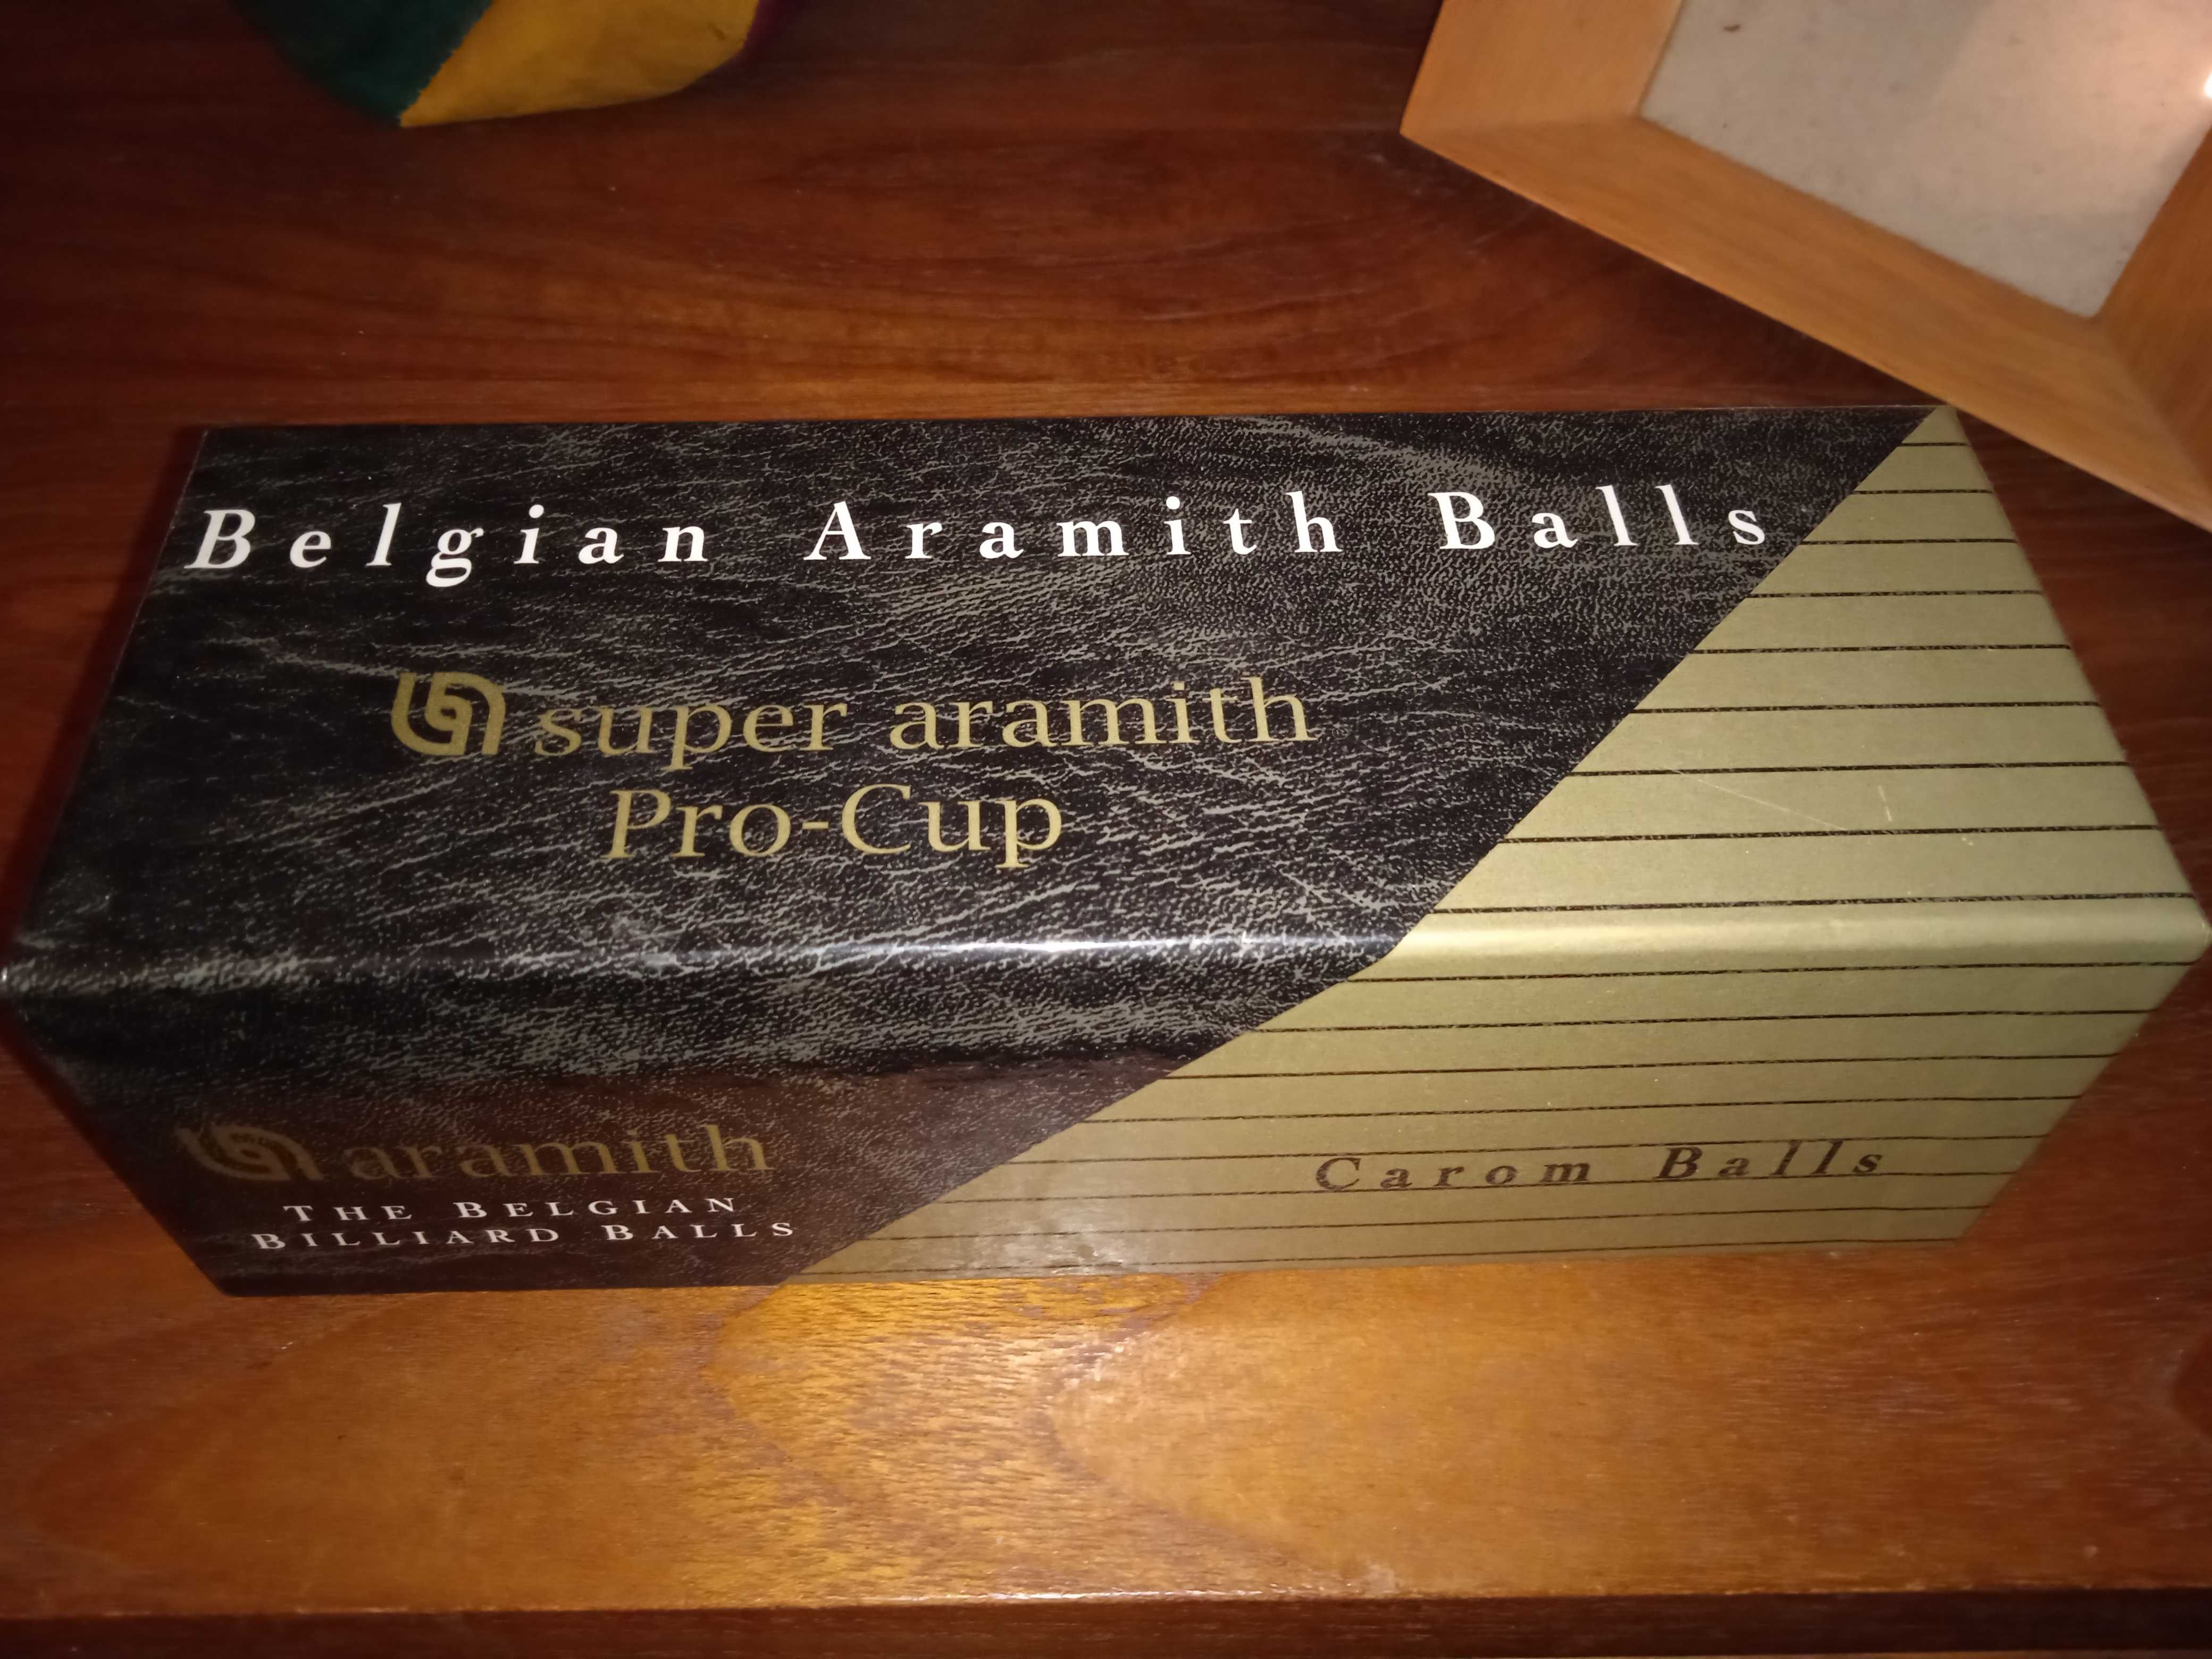 Belgian Aramith Balls
super aramith
Pro-Cup
aramith
THE BELGIAN
BILLIARD BALLS
Carom Balls